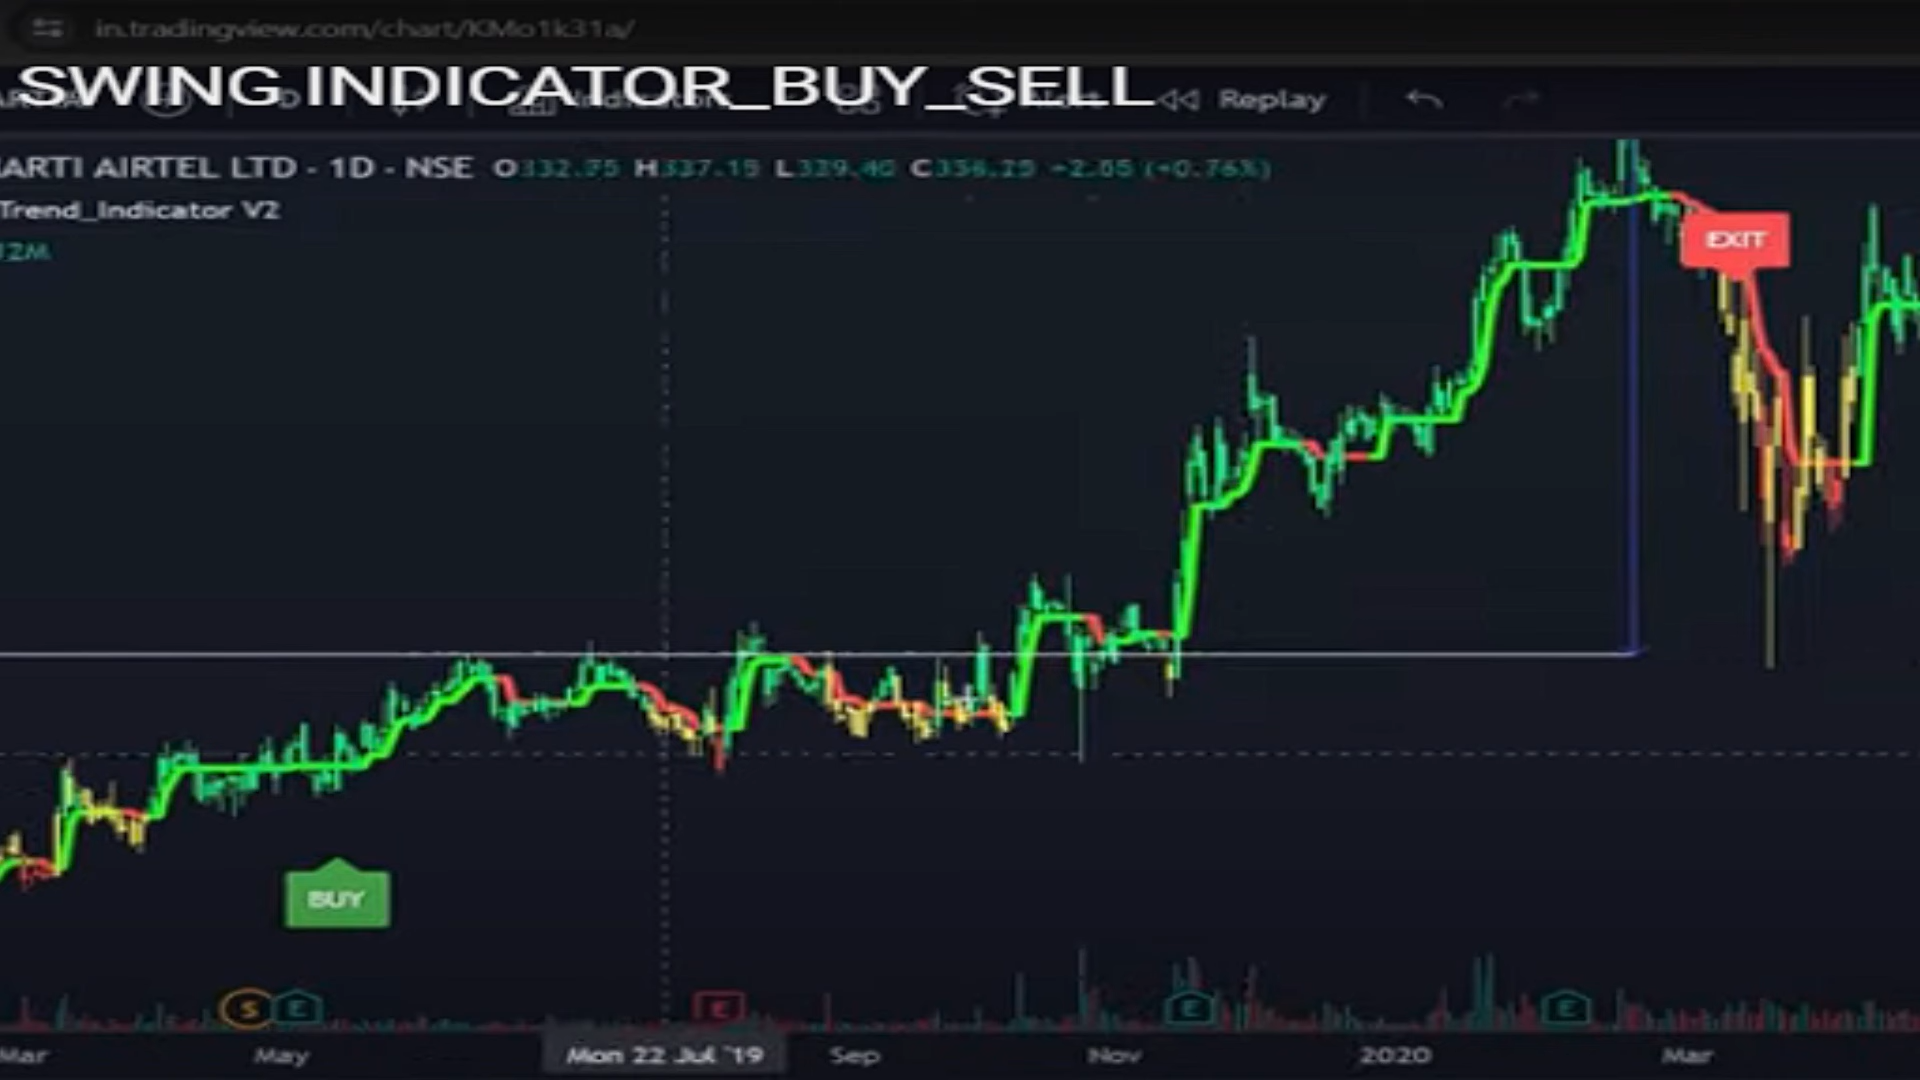 in.tradingview.com/chart/KMo1k31a/
SWING INDICATOR_BUY_SELL
Replay
ARTI AIRTEL LTD - 1D - NSE O H L C
Trend_Indicator V2
EXIT
BUY
S E E E E
Mar May Mon 22 Jul '19 Sep Nov 2020 Mar